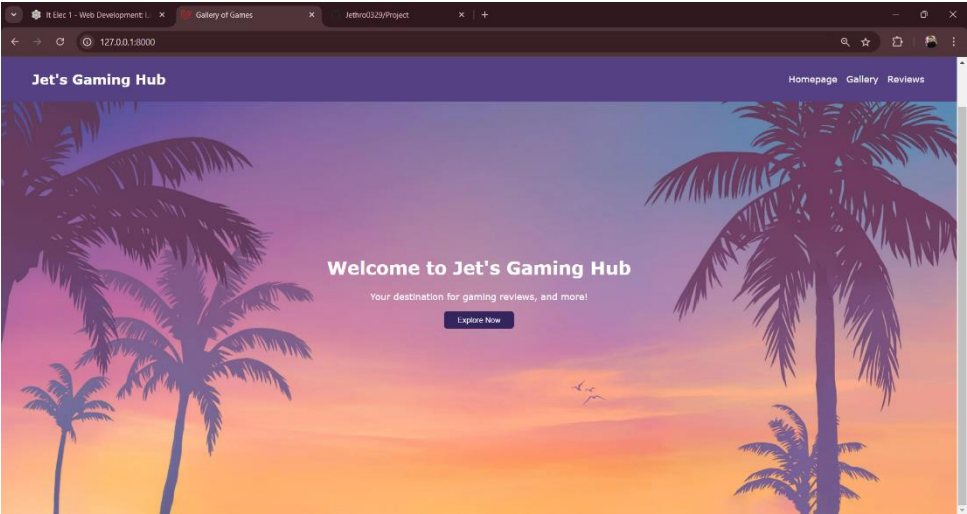 It Elec 1 - Web Development: L
Gallery of Games
Jethro0329/Project
127.0.0.1:8000
Jet's Gaming Hub
Homepage Gallery Reviews
Welcome to Jet's Gaming Hub
Your destination for gaming reviews, and more!
Explore Now